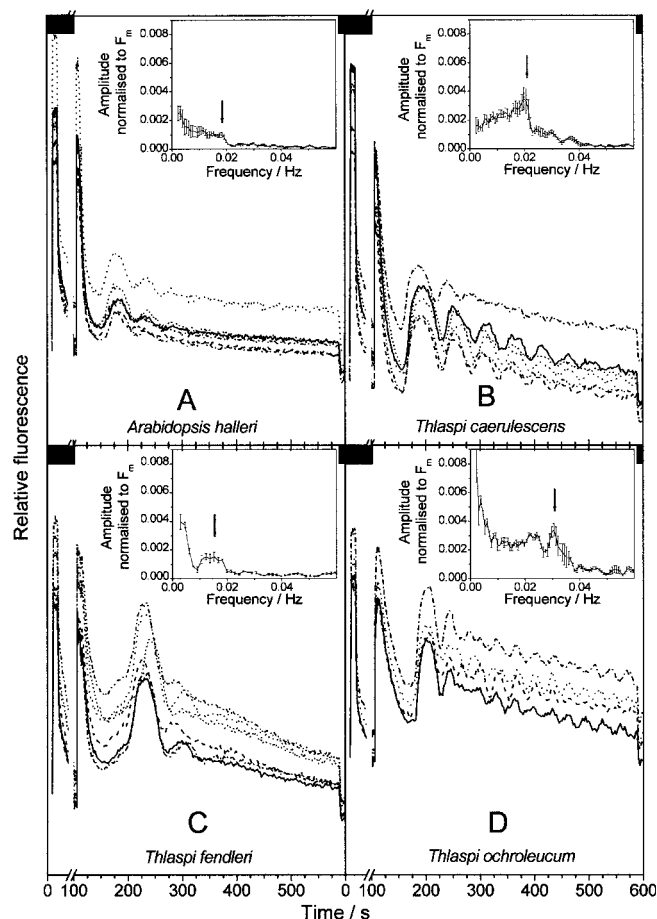 Relative fluorescence
Amplitude
normalised to Fm
0.008
0.006
0.004
0.002
0.000
0.00 0.02 0.04
Frequency / Hz
A
Arabidopsis halleri
Amplitude
normalised to Fm
0.008
0.006
0.004
0.002
0.000
0.00 0.02 0.04
Frequency / Hz
B
Thlaspi caerulescens
Amplitude
normalised to Fm
0.008
0.006
0.004
0.002
0.000
0.00 0.02 0.04
Frequency / Hz
C
Thlaspi fendleri
Amplitude
normalised to Fm
0.008
0.006
0.004
0.002
0.000
0.00 0.02 0.04
Frequency / Hz
D
Thlaspi ochroleucum
0 100 200 300 400 500 0 100 200 300 400 500 600
Time / s